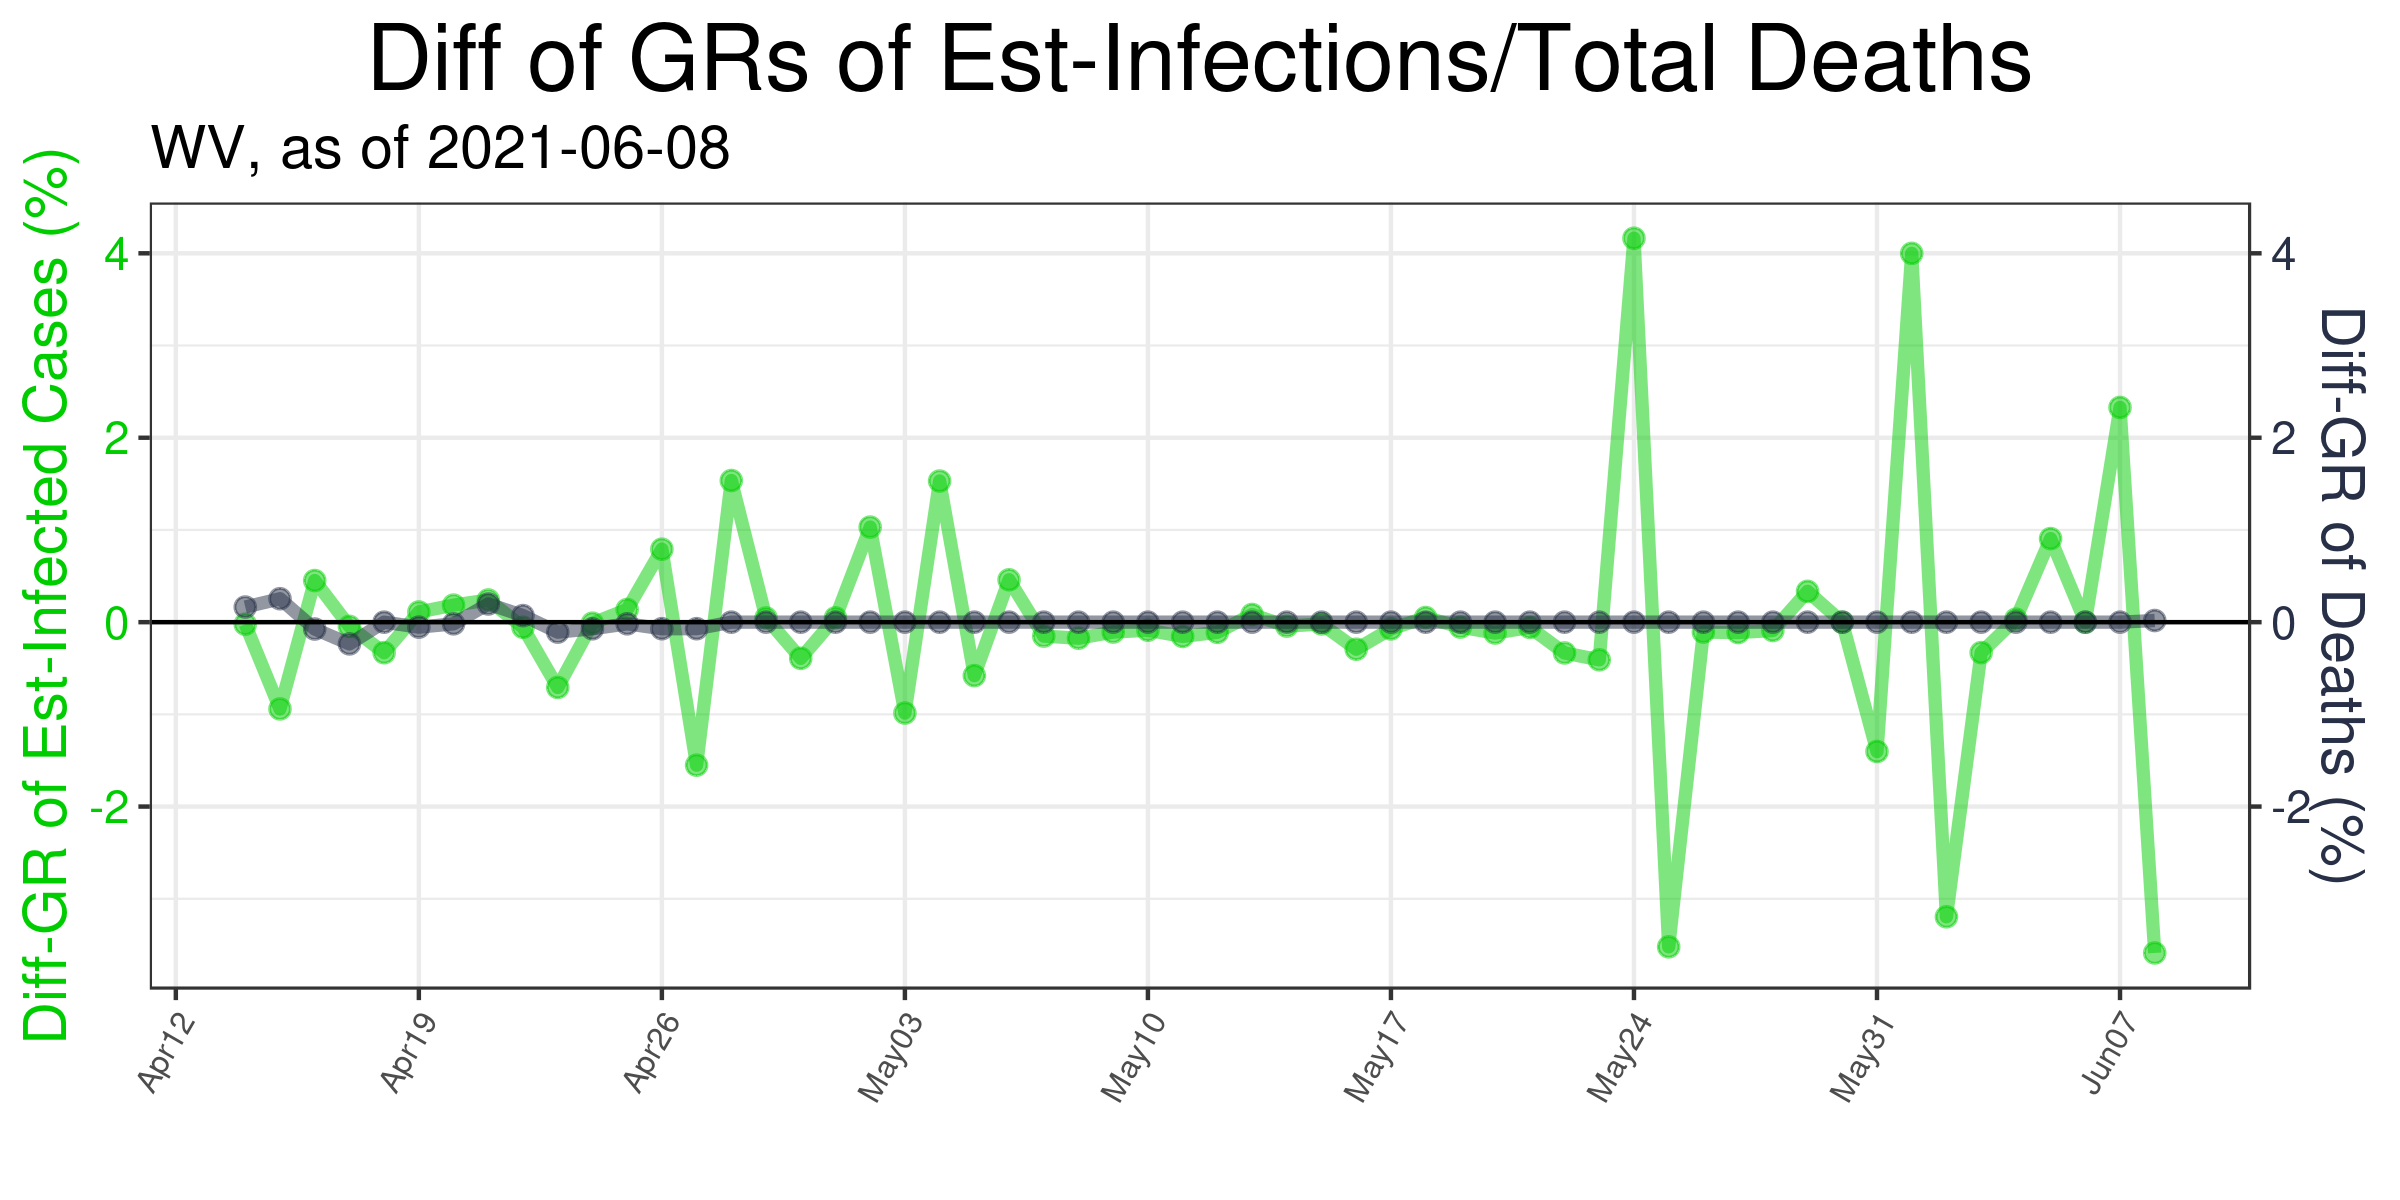 Diff of GRs of Est-Infections/Total Deaths
WV, as of 2021-06-08
Diff-GR of Est-Infected Cases (%)
4
2
0
-2
4
2
0
-2
Diff-GR of Deaths (%)
Apr12
Apr19
Apr26
May03
May10
May17
May24
May31
Jun07